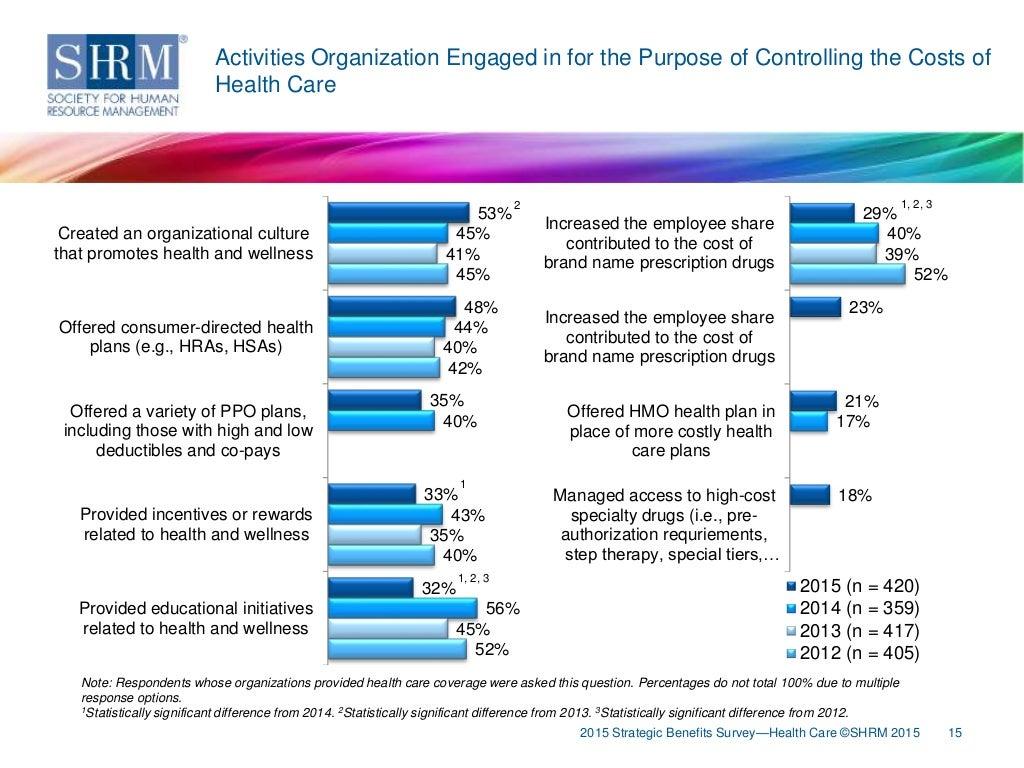 SHRM®
SOCIETY FOR HUMAN
RESOURCE MANAGEMENT
Activities Organization Engaged in for the Purpose of Controlling the Costs of
Health Care
Created an organizational culture
that promotes health and wellness
53%2
45%
41%
45%
Offered consumer-directed health
plans (e.g., HRAs, HSAs)
48%
44%
40%
42%
Offered a variety of PPO plans,
including those with high and low
deductibles and co-pays
35%
40%
Provided incentives or rewards
related to health and wellness
33%1
43%
35%
40%
Provided educational initiatives
related to health and wellness
32%1, 2, 3
56%
45%
52%
Increased the employee share
contributed to the cost of
brand name prescription drugs
29%1, 2, 3
40%
39%
52%
Increased the employee share
contributed to the cost of
brand name prescription drugs
23%
Offered HMO health plan in
place of more costly health
care plans
21%
17%
Managed access to high-cost
specialty drugs (i.e., pre-
authorization requriements,
step therapy, special tiers,…
18%
2015 (n = 420)
2014 (n = 359)
2013 (n = 417)
2012 (n = 405)
Note: Respondents whose organizations provided health care coverage were asked this question. Percentages do not total 100% due to multiple
response options.
1Statistically significant difference from 2014. 2Statistically significant difference from 2013. 3Statistically significant difference from 2012.
2015 Strategic Benefits Survey—Health Care ©SHRM 2015 15